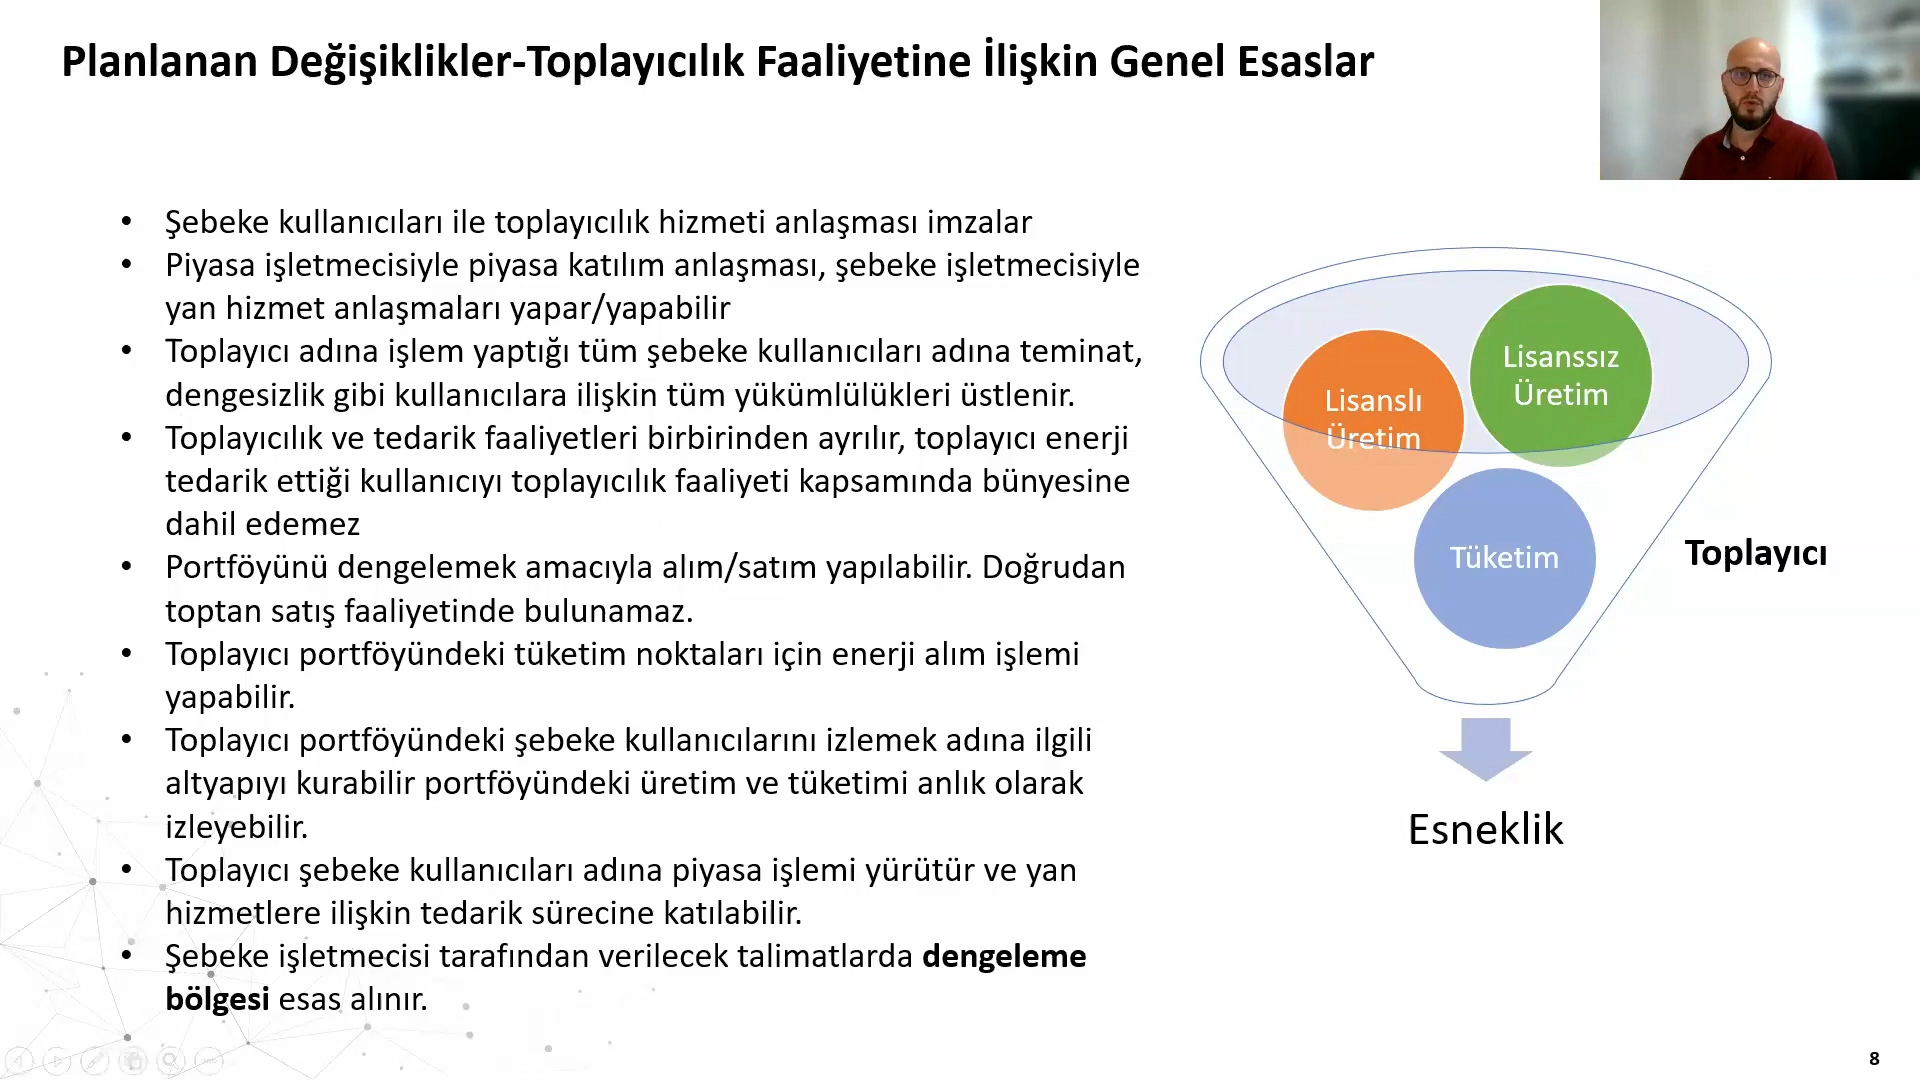 Planlanan Değişiklikler-Toplayıcılık Faaliyetine İlişkin Genel Esaslar
• Şebeke kullanıcıları ile toplayıcılık hizmeti anlaşması imzalar
• Piyasa işletmecisiyle piyasa katılım anlaşması, şebeke işletmecisiyle
yan hizmet anlaşmaları yapar/yapabilir
• Toplayıcı adına işlem yaptığı tüm şebeke kullanıcıları adına teminat,
dengesizlik gibi kullanıcılara ilişkin tüm yükümlülükleri üstlenir.
• Toplayıcılık ve tedarik faaliyetleri birbirinden ayrılır, toplayıcı enerji
tedarik ettiği kullanıcıyı toplayıcılık faaliyeti kapsamında bünyesine
dahil edemez
• Portföyünü dengelemek amacıyla alım/satım yapılabilir. Doğrudan
toptan satış faaliyetinde bulunamaz.
• Toplayıcı portföyündeki tüketim noktaları için enerji alım işlemi
yapabilir.
• Toplayıcı portföyündeki şebeke kullanıcılarını izlemek adına ilgili
altyapıyı kurabilir portföyündeki üretim ve tüketimi anlık olarak
izleyebilir.
• Toplayıcı şebeke kullanıcıları adına piyasa işlemi yürütür ve yan
hizmetlere ilişkin tedarik sürecine katılabilir.
• Şebeke işletmecisi tarafından verilecek talimatlarda dengeleme
bölgesi esas alınır.
Lisanslı
Üretim
Lisanssız
Üretim
Tüketim
Toplayıcı
Esneklik
8